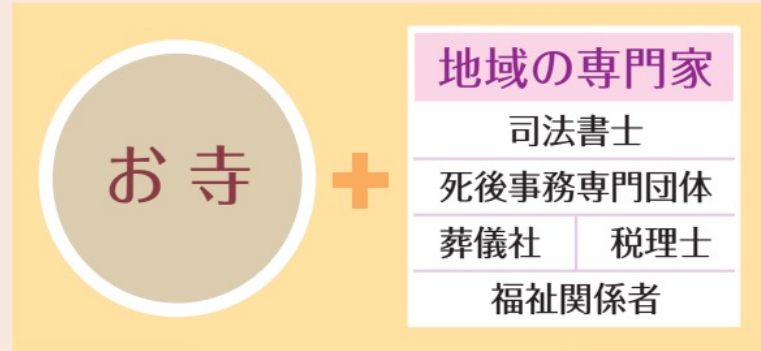 お寺
地域の専門家
司法書士
死後事務専門団体
葬儀社 税理士
福祉関係者